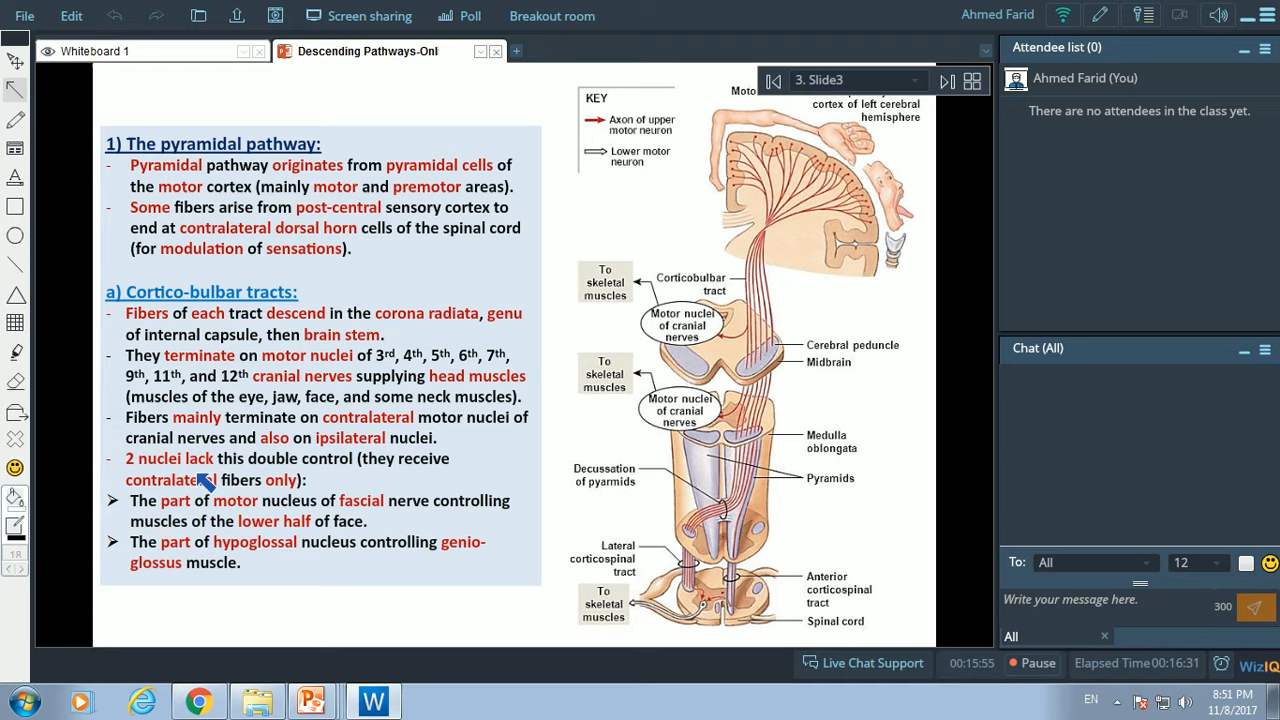 File Edit Screen sharing Poll Breakout room Ahmed Farid
Whiteboard 1 Descending Pathways-Onl
3. Slide3
1) The pyramidal pathway:
- Pyramidal pathway originates from pyramidal cells of
the motor cortex (mainly motor and premotor areas).
- Some fibers arise from post-central sensory cortex to
end at contralateral dorsal horn cells of the spinal cord
(for modulation of sensations).
a) Cortico-bulbar tracts:
- Fibers of each tract descend in the corona radiata, genu
of internal capsule, then brain stem.
- They terminate on motor nuclei of 3rd, 4th, 5th, 6th, 7th,
9th, 11th, and 12th cranial nerves supplying head muscles
(muscles of the eye, jaw, face, and some neck muscles).
- Fibers mainly terminate on contralateral motor nuclei of
cranial nerves and also on ipsilateral nuclei.
- 2 nuclei lack this double control (they receive
contralateral fibers only):
➢ The part of motor nucleus of fascial nerve controlling
muscles of the lower half of face.
➢ The part of hypoglossal nucleus controlling genio-
glossus muscle.
KEY
Axon of upper
motor neuron
Lower motor
neuron
Moto
cortex of left cerebral
hemisphere
To
skeletal
muscles
Corticobulbar
tract
Motor nuclei
of cranial
nerves
Cerebral peduncle
Midbrain
To
skeletal
muscles
Motor nuclei
of cranial
nerves
Medulla
oblongata
Decussation
of pyarmids
Pyramids
Lateral
corticospinal
tract
Anterior
corticospinal
tract
To
skeletal
muscles
Spinal cord
Attendee list (0)
Ahmed Farid (You)
There are no attendees in the class yet.
Chat (All)
To: All 12
Write your message here. 300
All
Live Chat Support 00:15:55 Pause Elapsed Time 00:16:31 WizIQ
EN 8:51 PM
11/8/2017